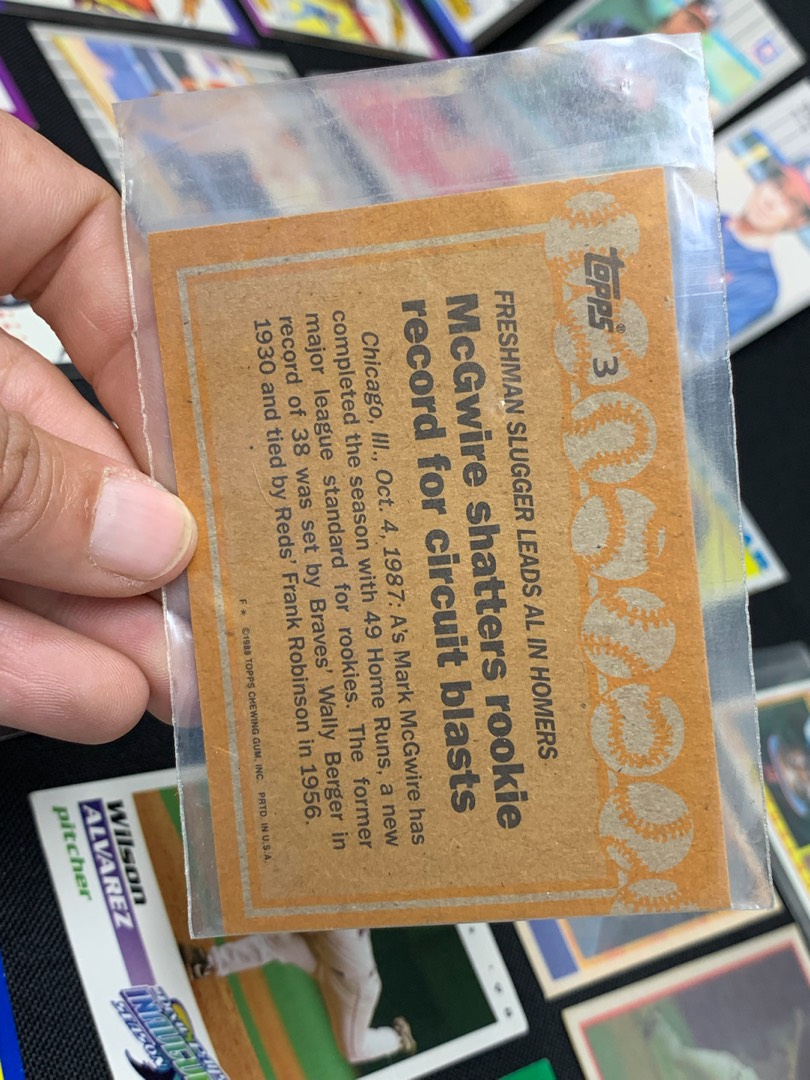 topps® 3
FRESHMAN SLUGGER LEADS AL IN HOMERS
McGwire shatters rookie
record for circuit blasts
Chicago, Ill., Oct. 4, 1987: A's Mark McGwire has
completed the season with 49 Home Runs, a new
major league standard for rookies. The former
record of 38 was set by Braves' Wally Berger in
1930 and tied by Reds' Frank Robinson in 1956.
F * ©1988 TOPPS CHEWING GUM, INC. PRTD. IN U.S.A.
Wilson
ALVAREZ
pitcher